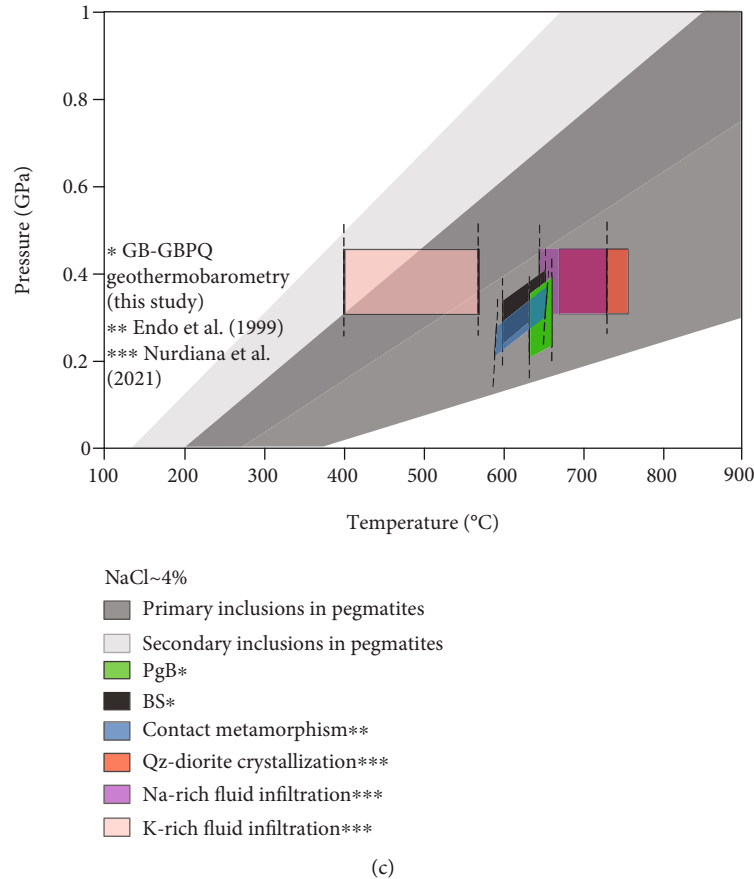 1
0.8
0.6
0.4
0.2
0
Pressure (GPa)
∗ GB-GBPQ
geothermobarometry
(this study)
∗∗ Endo et al. (1999)
∗∗∗ Nurdiana et al.
(2021)
100 200 300 400 500 600 700 800 900
Temperature (°C)
NaCl~4%
Primary inclusions in pegmatites
Secondary inclusions in pegmatites
PgB∗
BS∗
Contact metamorphism∗∗
Qz-diorite crystallization∗∗∗
Na-rich fluid infiltration∗∗∗
K-rich fluid infiltration∗∗∗
(c)